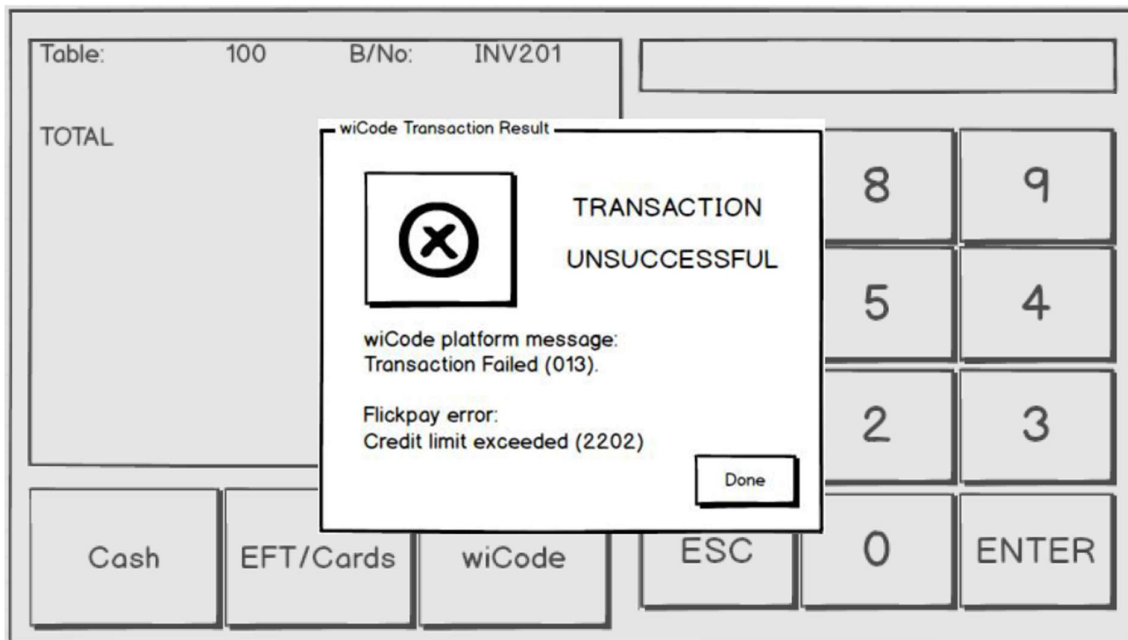 Table: 100 B/No: INV201
TOTAL
wiCode Transaction Result
TRANSACTION
UNSUCCESSFUL
wiCode platform message:
Transaction Failed (013).
Flickpay error:
Credit limit exceeded (2202)
Done
8 9
5 4
2 3
Cash EFT/Cards wiCode ESC 0 ENTER